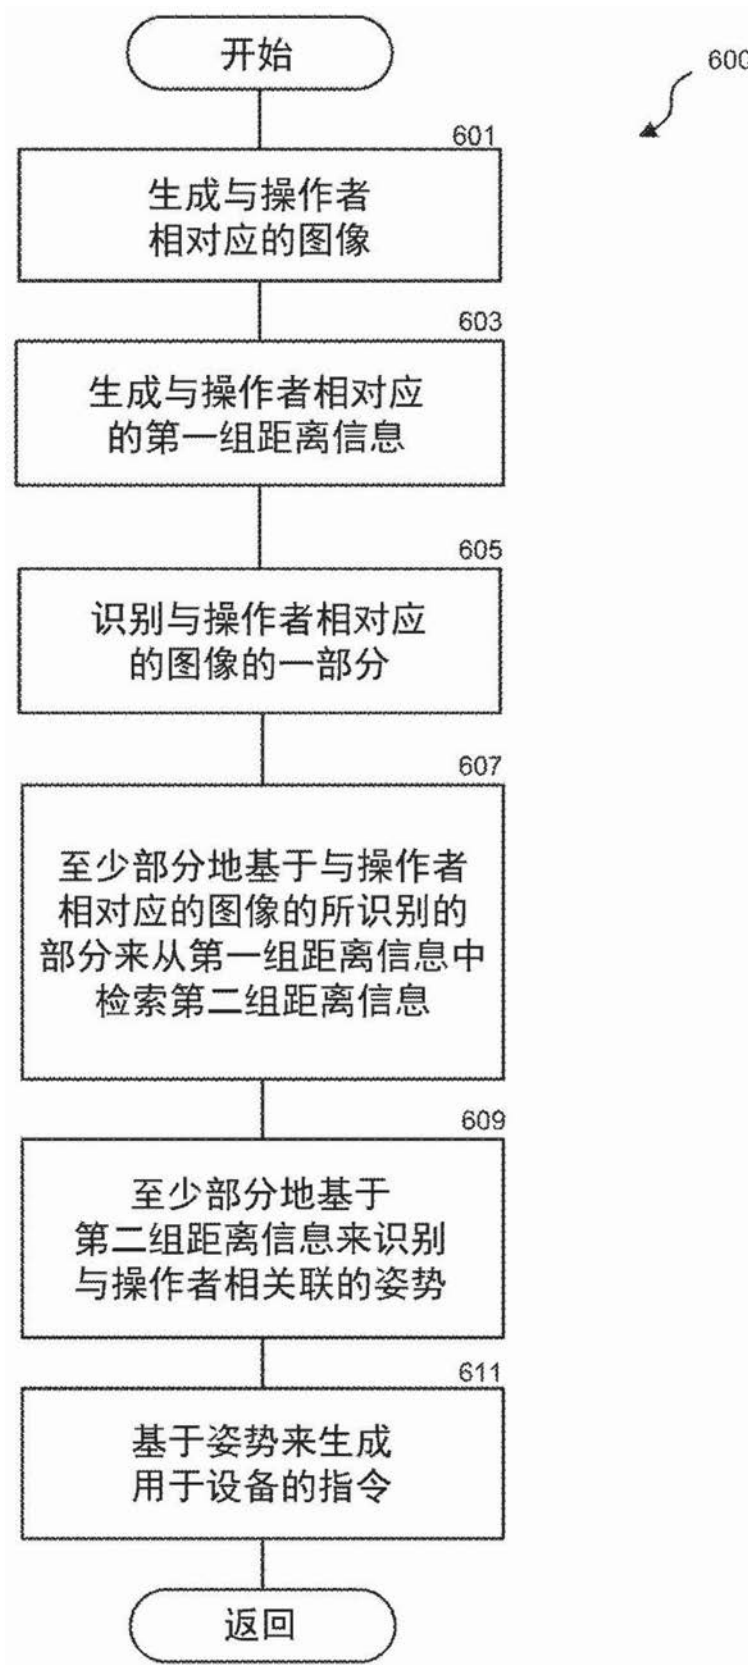 开始
600
601
生成与操作者
相对应的图像
603
生成与操作者相对应
的第一组距离信息
605
识别与操作者相对应
的图像的一部分
607
至少部分地基于与操作者
相对应的图像的所识别的
部分来从第一组距离信息中
检索第二组距离信息
609
至少部分地基于
第二组距离信息来识别
与操作者相关联的姿势
611
基于姿势来生成
用于设备的指令
返回